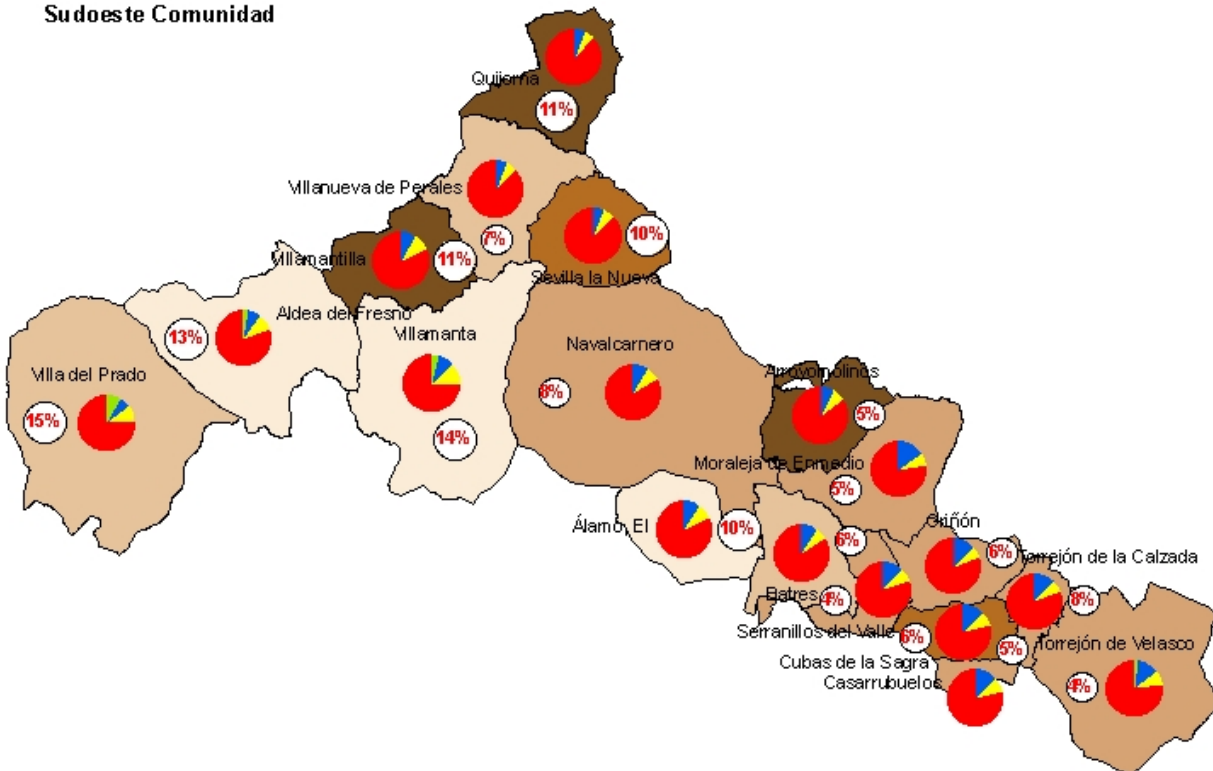 Sudoeste Comunidad
Quijorna
11%
Villanueva de Perales
7%
10%
Villamantilla
11%
Sevilla la Nueva
Aldea del Fresno
13%
Villamanta
Navalcarnero
Villa del Prado
Arroyomolinos
8%
5%
15%
14%
Moraleja de Enmedio
5%
Álamo, El
10%
Griñón
6%
6%
Torrejón de la Calzada
Batres
4%
8%
Serranillos del Valle
6%
5%
Torrejón de Velasco
Cubas de la Sagra
Casarrubuelos
4%